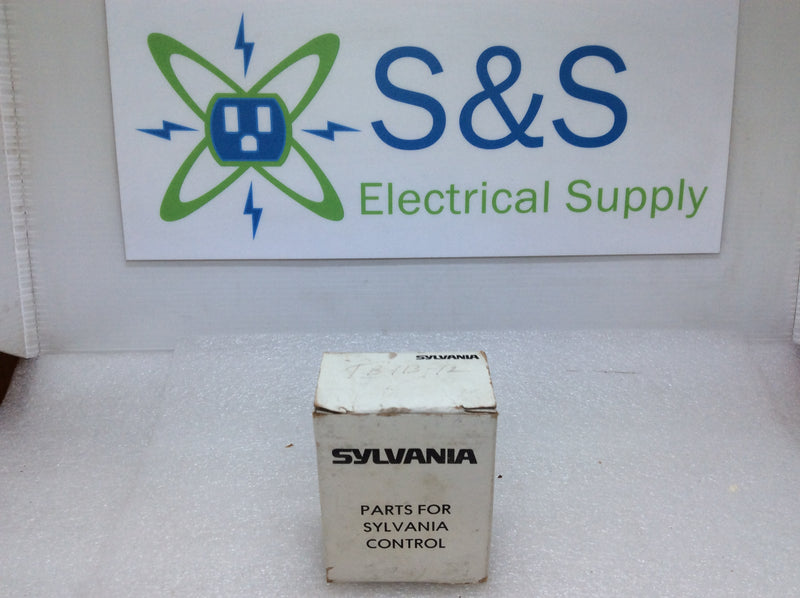 S&S
Electrical Supply
SYLVANIA
SYLVANIA
PARTS FOR
SYLVANIA
CONTROL